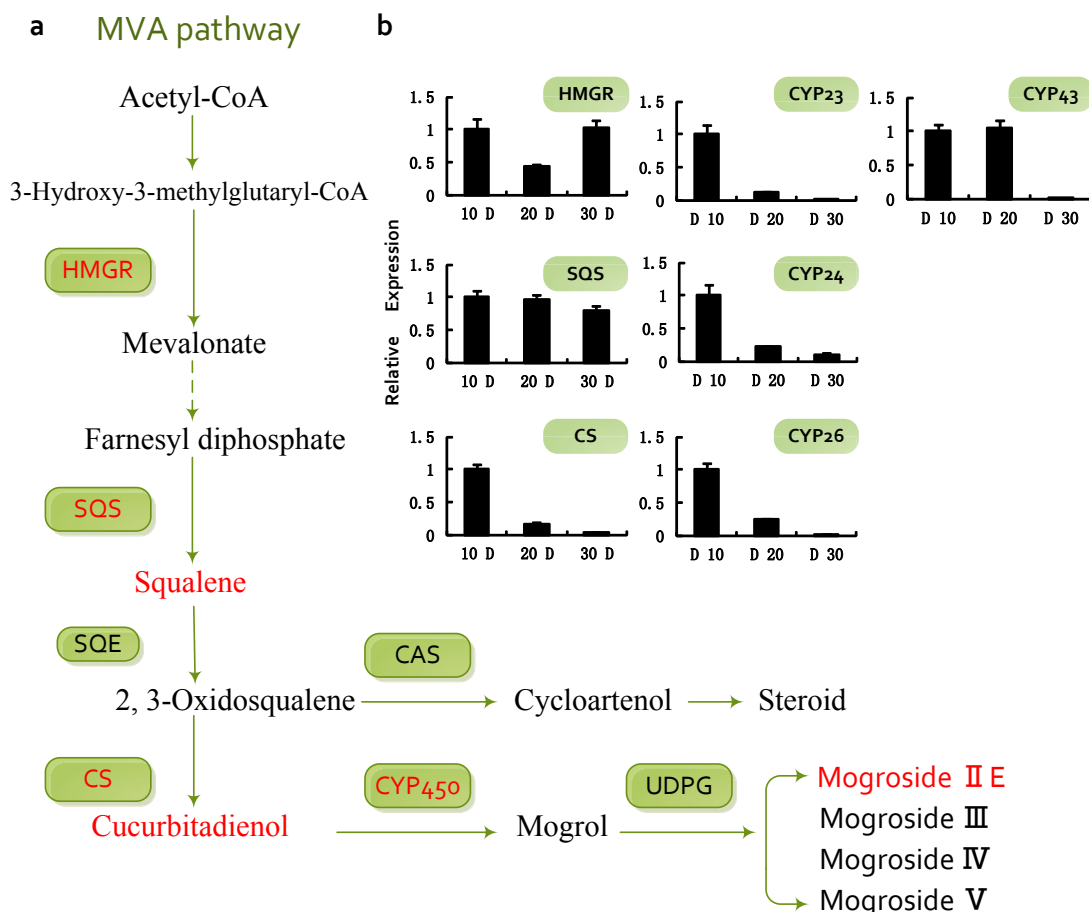 a MVA pathway
Acetyl-CoA
3-Hydroxy-3-methylglutaryl-CoA
HMGR
Mevalonate
Farnesyl diphosphate
SQS
Squalene
SQE
CAS
2, 3-Oxidosqualene
Cycloartenol
Steroid
CS
CYP450
UDPG
Cucurbitadienol
Mogrol
Mogroside Ⅱ E
Mogroside Ⅲ
Mogroside Ⅳ
Mogroside Ⅴ
b
Relative Expression
HMGR
1.5
1
0.5
0
10 D 20 D 30 D
CYP23
1.5
1
0.5
0
D 10 D 20 D 30
CYP43
1.5
1
0.5
0
D 10 D 20 D 30
SQS
1.5
1
0.5
0
10 D 20 D 30 D
CYP24
1.5
1
0.5
0
D 10 D 20 D 30
CS
1.5
1
0.5
0
10 D 20 D 30 D
CYP26
1.5
1
0.5
0
D 10 D 20 D 30